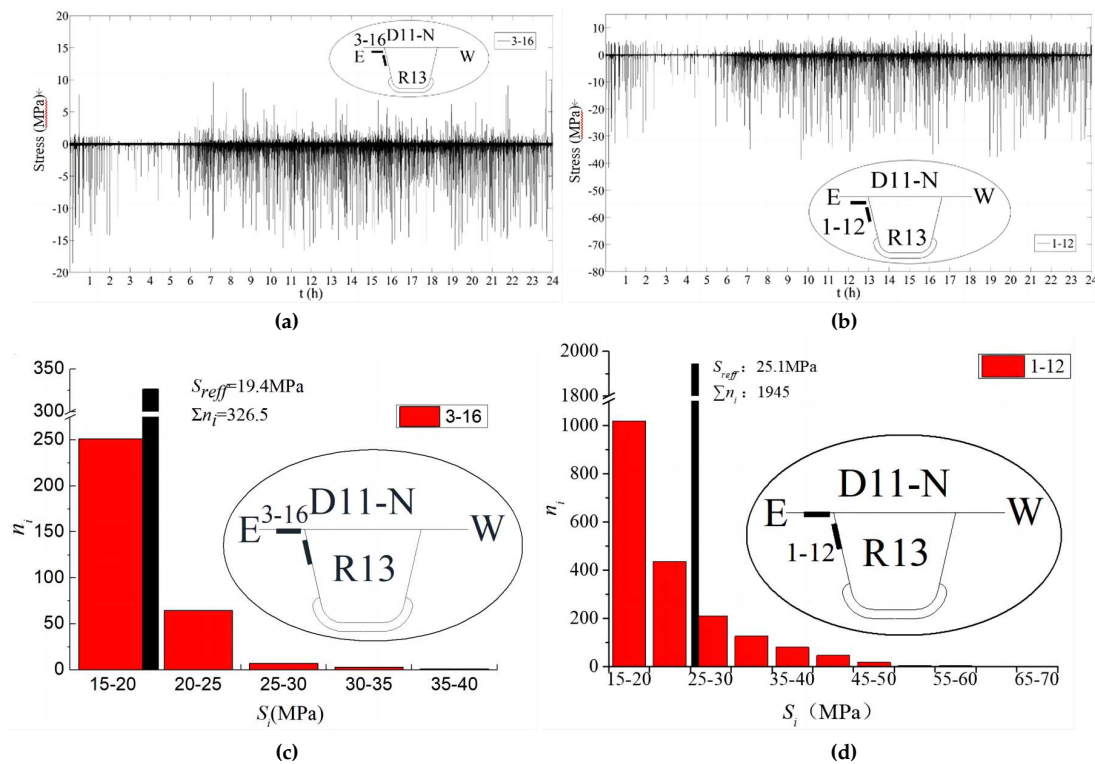 20
15
10
5
0
-5
-10
-15
20
Stress (MPa)
1 2 3 4 5 6 7 8 9 10 11 12 13 14 15 16 17 18 19 20 21 22 23 24
t (h)
3-16 D11-N
E W
R13
3-16
(a)
15
10
0
-10
-20
-30
-40
-50
-60
-70
-80
Stress (MPa)
1 2 3 4 5 6 7 8 9 10 11 12 13 14 15 16 17 18 19 20 21 22 23 24
t (h)
D11-N
E W
1-12 R13
1-12
(b)
350
300
250
200
150
100
50
0
n_i
S_reff=19.4MPa
Σn_i=326.5
3-16
D11-N
3-16
E W
R13
15-20 20-25 25-30 30-35 35-40
S_i(MPa)
(c)
2000
1800
1000
800
600
400
200
0
n_i
S_reff: 25.1MPa
∑n_i: 1945
1-12
D11-N
E W
1-12 R13
15-20 25-30 35-40 45-50 55-60 65-70
S_i (MPa)
(d)